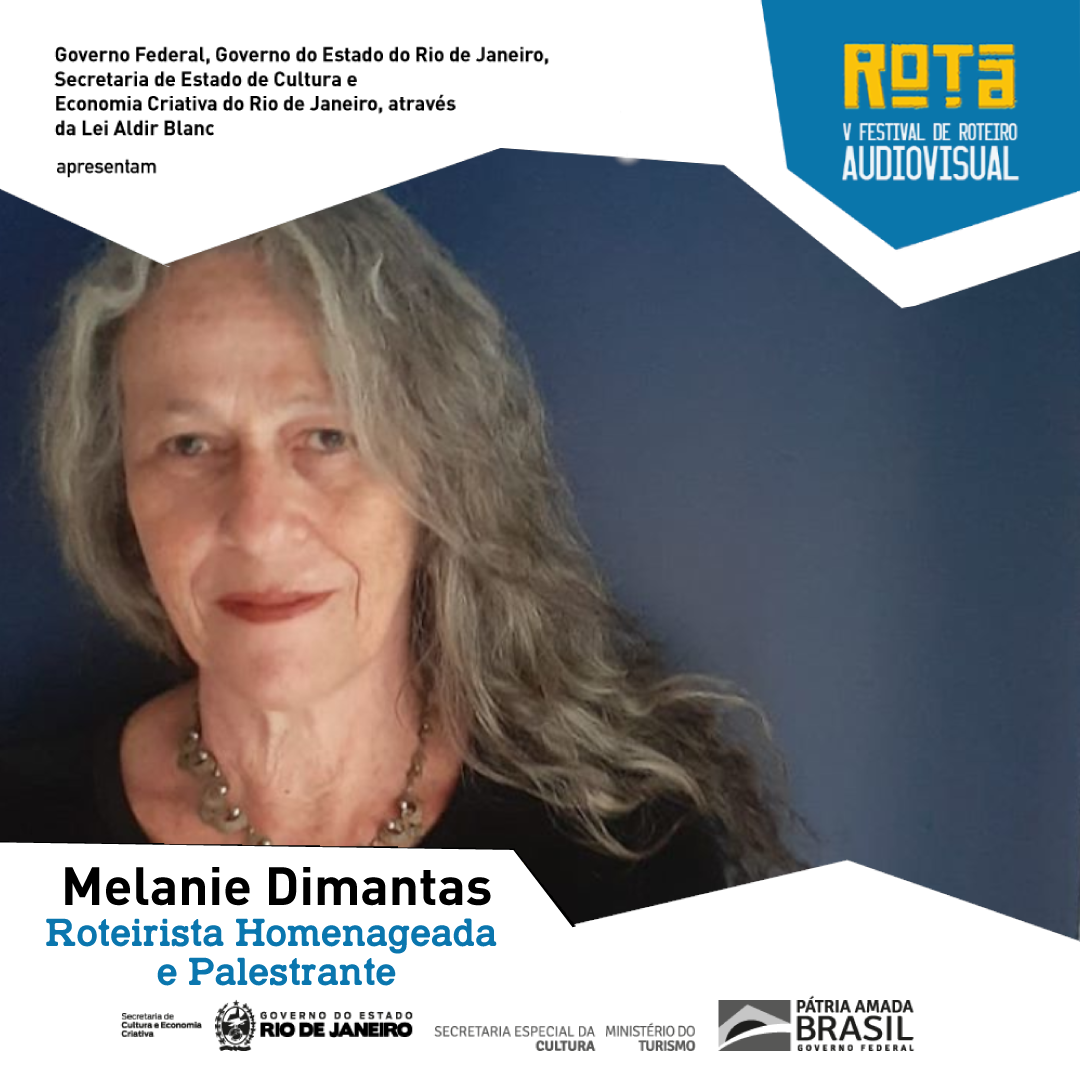 Governo Federal, Governo do Estado do Rio de Janeiro,
Secretaria de Estado de Cultura e
Economia Criativa do Rio de Janeiro, através
da Lei Aldir Blanc
apresentam
ROTA
V FESTIVAL DE ROTEIRO
AUDIOVISUAL
Melanie Dimantas
Roteirista Homenageada
e Palestrante
Secretaria de
Cultura e Economia
Criativa
GOVERNO DO ESTADO
RIO DE JANEIRO
SECRETARIA ESPECIAL DA
CULTURA
MINISTÉRIO DO
TURISMO
PÁTRIA AMADA
BRASIL
GOVERNO FEDERAL